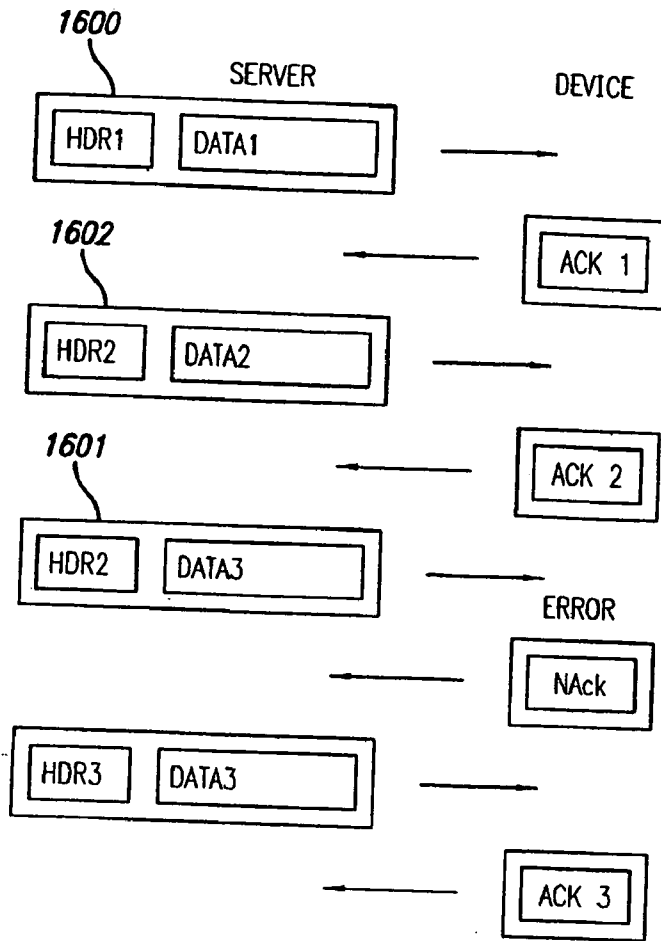 1600
SERVER
DEVICE
HDR1 DATA1
ACK 1
1602
HDR2 DATA2
ACK 2
1601
HDR2 DATA3
ERROR
NAck
HDR3 DATA3
ACK 3